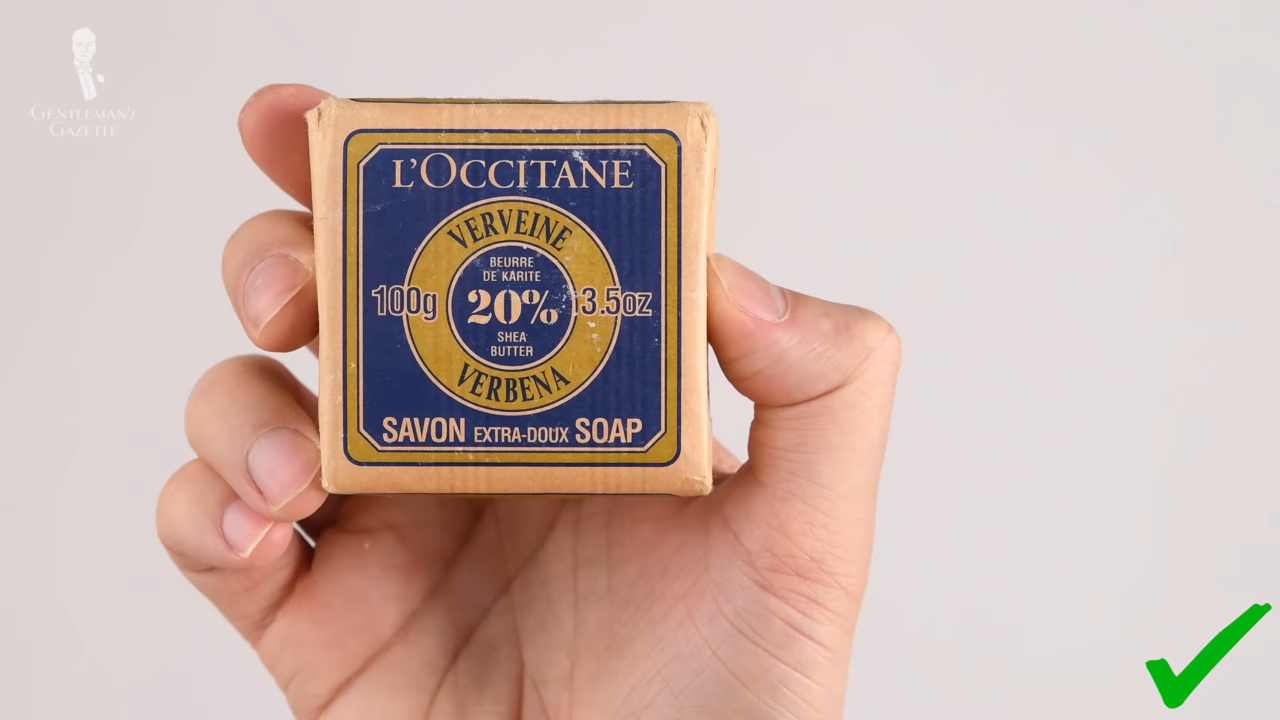 GENTLEMAN'S
GAZETTE
L'OCCITANE
VERVEINE
BEURRE
DE KARITE
100g 20% 3.5oz
SHEA
BUTTER
VERBENA
SAVON EXTRA-DOUX SOAP